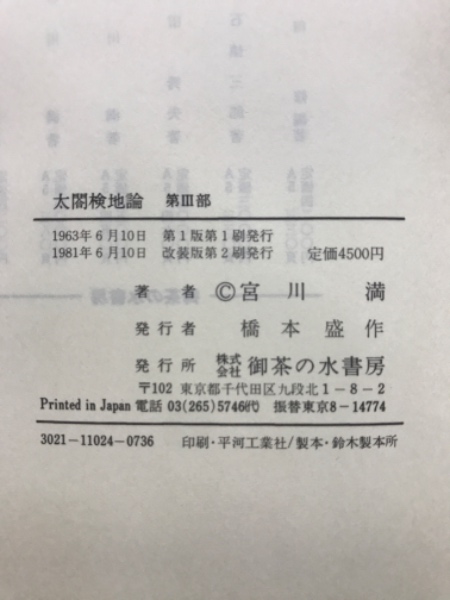 太閤検地論 第Ⅲ部
1963年6月10日 第1版第1刷発行
1981年6月10日 改装版第2刷発行 定価4500円
著者 ©宮川満
発行者 橋本盛作
発行所 株式会社 御茶の水書房
〒102 東京都千代田区九段北1-8-2
Printed in Japan 電話 03(265)5746代 振替東京8-14774
3021-11024-0736 印刷・平河工業社/製本・鈴木製本所